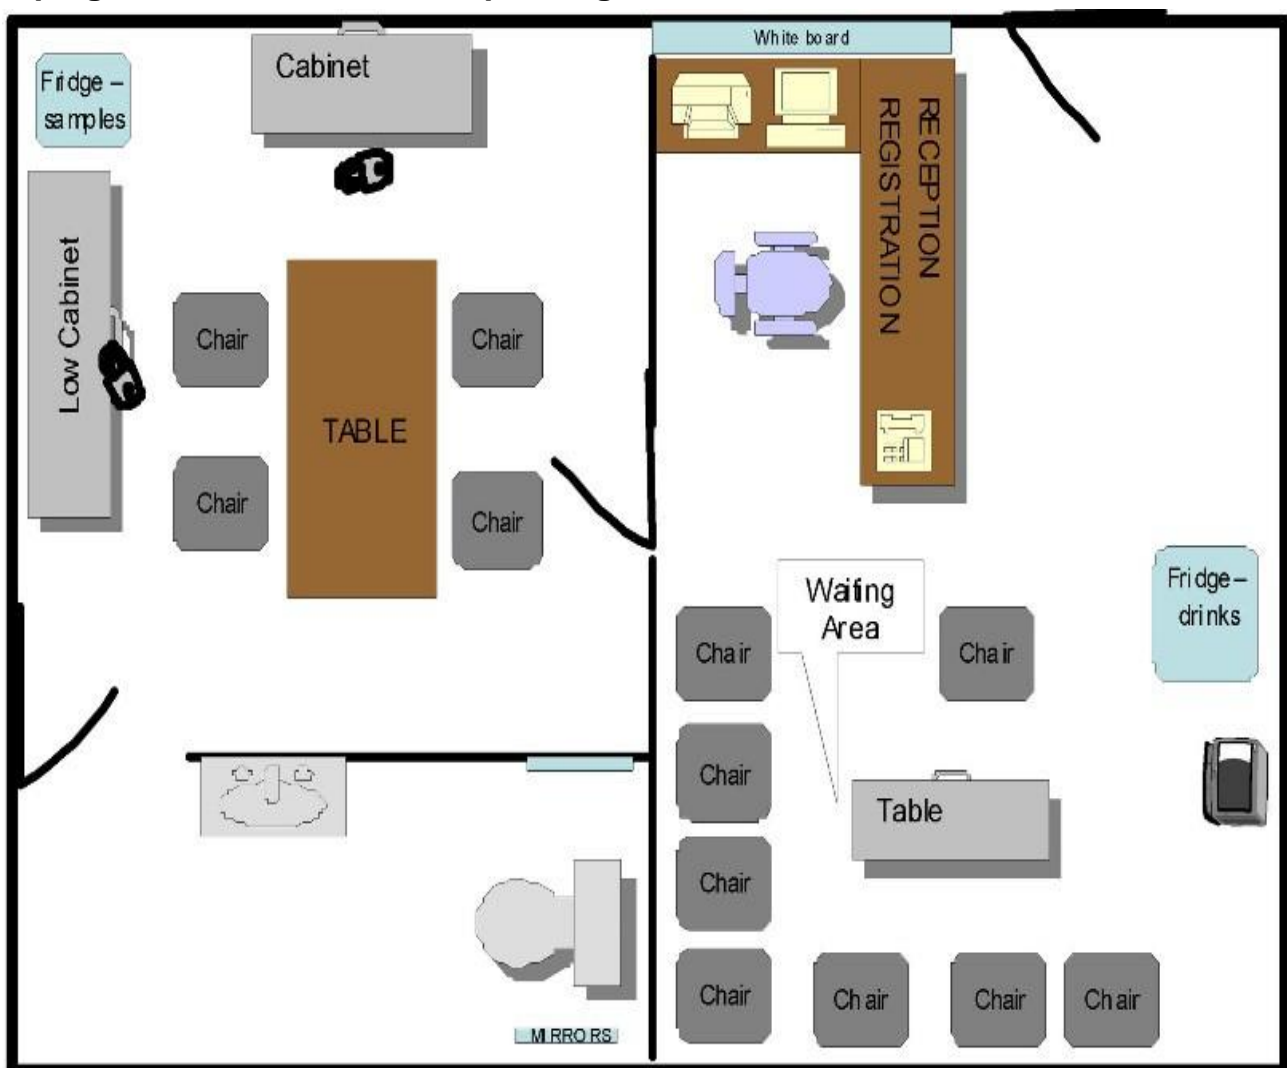 White board
Cabinet
Fridge –
samples
RECEPTION
REGISTRATION
Low Cabinet
Chair
Chair
TABLE
Chair
Chair
Waiting
Area
Fridge –
drinks
Chair
Chair
Chair
Table
Chair
Chair
Chair
Chair
Chair
MIRRORS